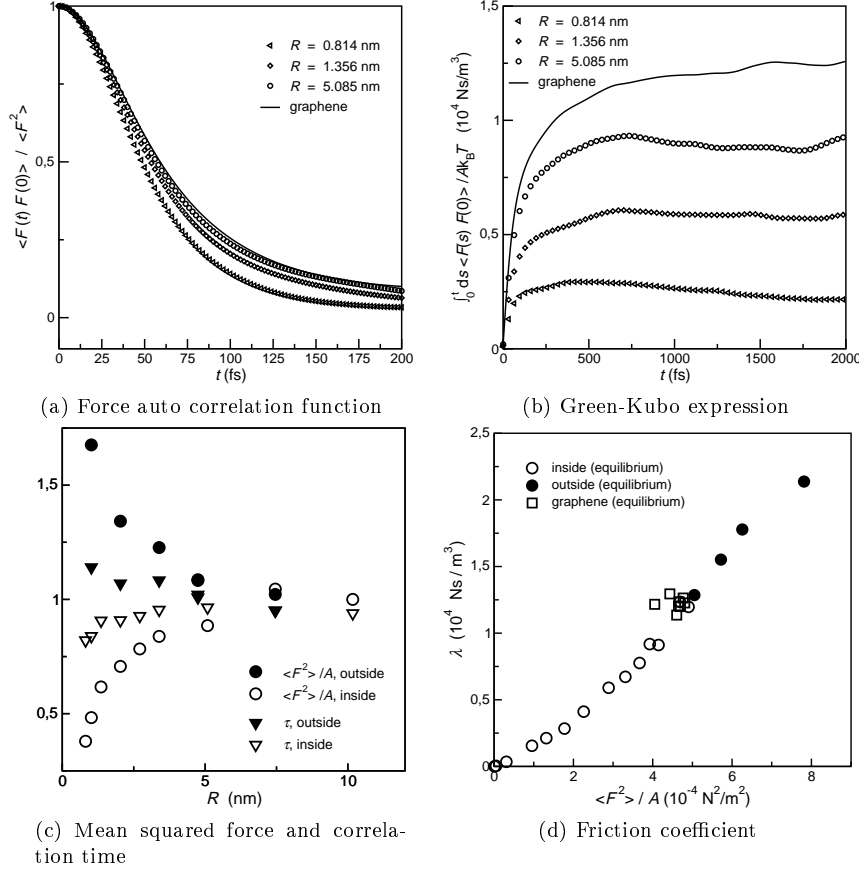 1
0,5
0
<F(t) F(0)> / <F²>
R = 0.814 nm
R = 1.356 nm
R = 5.085 nm
graphene
0 25 50 75 100 125 150 175 200
t (fs)
(a) Force auto correlation function
1,5
1
0,5
0
∫₀ᵗ ds <F(s) F(0)> / AkBT (10⁴ Ns/m³)
R = 0.814 nm
R = 1.356 nm
R = 5.085 nm
graphene
0 500 1000 1500 2000
t (fs)
(b) Green-Kubo expression
1,5
1
0,5
<F²>/A, outside
<F²>/A, inside
τ, outside
τ, inside
0 5 10
R (nm)
(c) Mean squared force and correla-
tion time
2,5
2
1,5
1
0,5
0
λ (10⁴ Ns / m³)
inside (equilibrium)
outside (equilibrium)
graphene (equilibrium)
0 2 4 6 8
<F²> / A (10⁻⁴ N²/m²)
(d) Friction coefficient